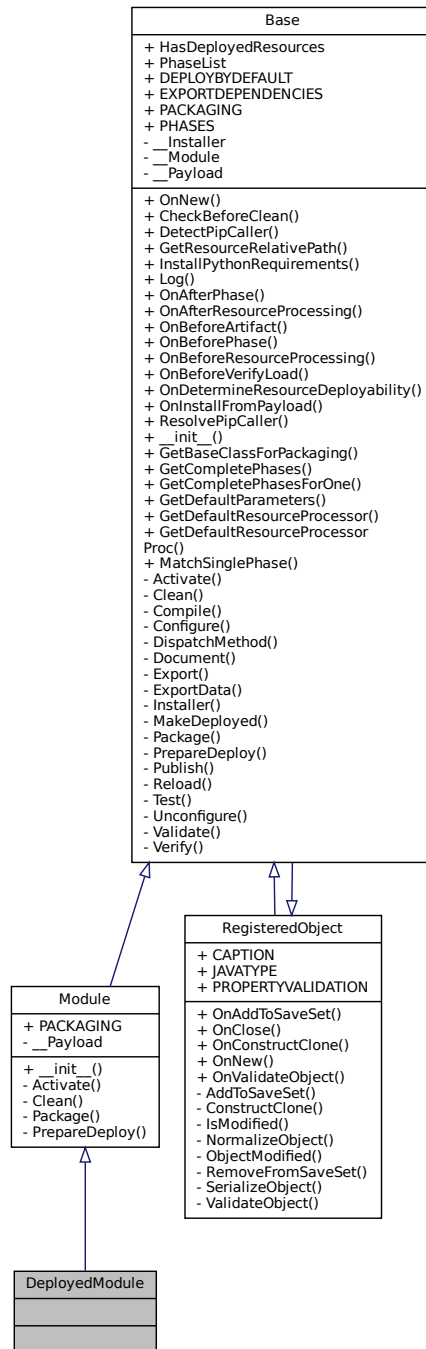 Base
+ HasDeployedResources
+ PhaseList
+ DEPLOYBYDEFAULT
+ EXPORTDEPENDENCIES
+ PACKAGING
+ PHASES
- __Installer
- __Module
- __Payload
+ OnNew()
+ CheckBeforeClean()
+ DetectPipCaller()
+ GetResourceRelativePath()
+ InstallPythonRequirements()
+ Log()
+ OnAfterPhase()
+ OnAfterResourceProcessing()
+ OnBeforeArtifact()
+ OnBeforePhase()
+ OnBeforeResourceProcessing()
+ OnBeforeVerifyLoad()
+ OnDetermineResourceDeployability()
+ OnInstallFromPayload()
+ ResolvePipCaller()
+ __init__()
+ GetBaseClassForPackaging()
+ GetCompletePhases()
+ GetCompletePhasesForOne()
+ GetDefaultParameters()
+ GetDefaultResourceProcessor()
+ GetDefaultResourceProcessor
Proc()
+ MatchSinglePhase()
- Activate()
- Clean()
- Compile()
- Configure()
- DispatchMethod()
- Document()
- Export()
- ExportData()
- Installer()
- MakeDeployed()
- Package()
- PrepareDeploy()
- Publish()
- Reload()
- Test()
- Unconfigure()
- Validate()
- Verify()
RegisteredObject
+ CAPTION
+ JAVATYPE
+ PROPERTYVALIDATION
+ OnAddToSaveSet()
+ OnClose()
+ OnConstructClone()
+ OnNew()
+ OnValidateObject()
- AddToSaveSet()
- ConstructClone()
- IsModified()
- NormalizeObject()
- ObjectModified()
- RemoveFromSaveSet()
- SerializeObject()
- ValidateObject()
Module
+ PACKAGING
- __Payload
+ __init__()
- Activate()
- Clean()
- Package()
- PrepareDeploy()
DeployedModule